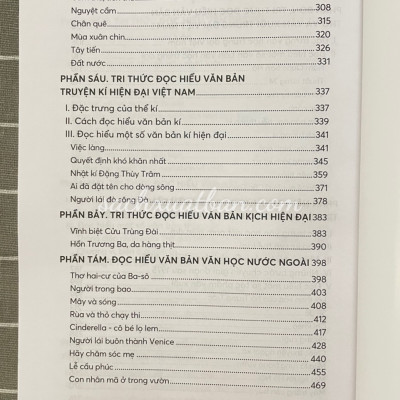 Nguyệt cầm 308
Chân quê 315
Mùa xuân chín 320
Tây tiến 326
Đất nước 331
PHẦN SÁU. TRI THỨC ĐỌC HIỂU VĂN BẢN
TRUYỆN KÍ HIỆN ĐẠI VIỆT NAM 337
I. Đặc trưng của thể kí 337
II. Cách đọc hiểu văn bản kí 339
III. Đọc hiểu một số văn bản kí hiện đại 341
Việc làng 341
Quyết định khó khăn nhất 345
Nhật kí Đặng Thùy Trâm 359
Ai đã đặt tên cho dòng sông 371
Người lái đò sông Đà 378
PHẦN BẢY. TRI THỨC ĐỌC HIỂU VĂN BẢN KỊCH HIỆN ĐẠI 383
Vĩnh biệt Cửu Trùng Đài 383
Hồn Trương Ba, da hàng thịt 390
PHẦN TÁM. ĐỌC HIỂU VĂN BẢN VĂN HỌC NƯỚC NGOÀI 398
Thơ hai-cư của Ba-sô 398
Người trong bao 403
Mây và sóng 408
Rùa và thỏ chạy thi 412
Cinderella - cô bé lọ lem 417
Người lái buôn thành Venice 428
Hãy chăm sóc mẹ 440
Lễ cầu phúc 455
Con nhân mã ở trong vườn 469